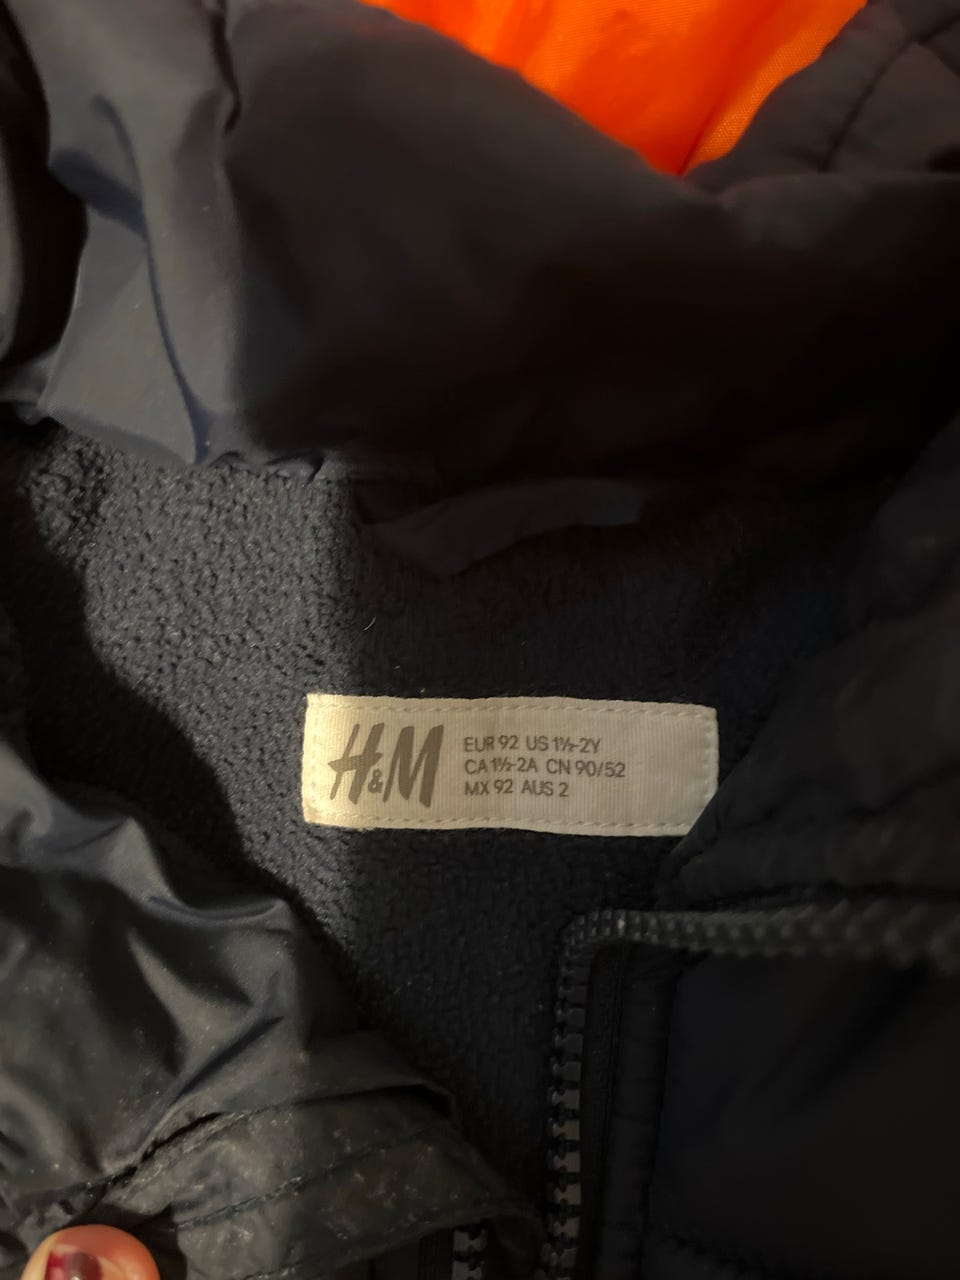 H&M
EUR 92 US 1½-2Y
CA 1½-2A CN 90/52
MX 92 AUS 2